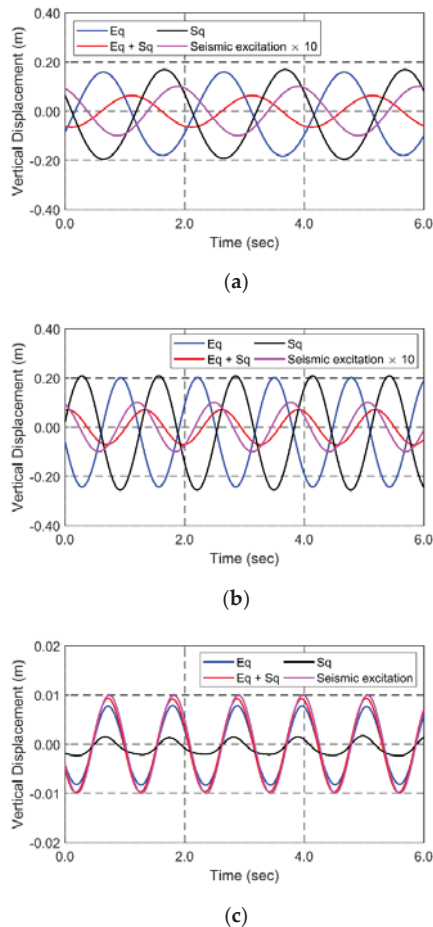 Eq Sq
Eq + Sq Seismic excitation × 10
Vertical Displacement (m)
0.40
0.20
0.00
-0.20
-0.40
0.0 2.0 4.0 6.0
Time (sec)
(a)
Eq Sq
Eq + Sq Seismic excitation × 10
Vertical Displacement (m)
0.40
0.20
0.00
-0.20
-0.40
0.0 2.0 4.0 6.0
Time (sec)
(b)
Eq Sq
Eq + Sq Seismic excitation
Vertical Displacement (m)
0.02
0.01
0.00
-0.01
-0.02
0.0 2.0 4.0 6.0
Time (sec)
(c)